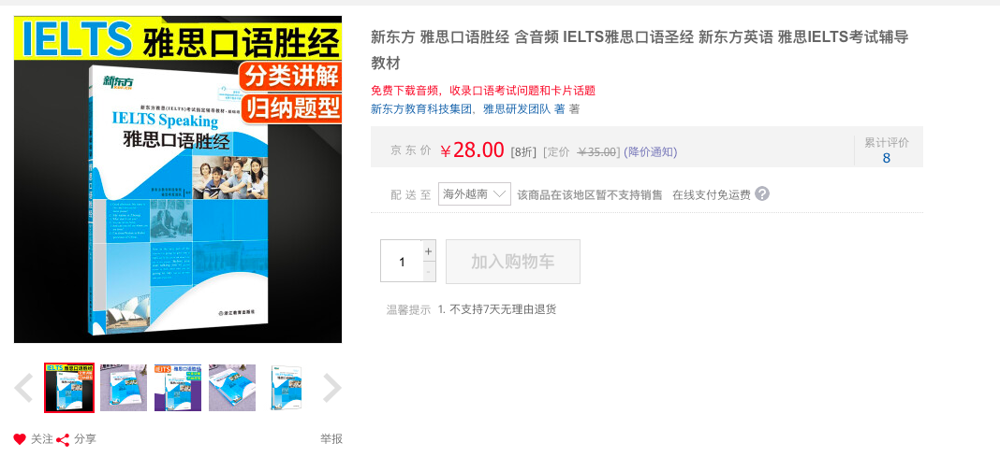 IELTS 雅思口语胜经
分类讲解
归纳题型
新东方
新东方雅思(IELTS)考试指定辅导教材·基础级
IELTS Speaking
雅思口语胜经
浙江教育出版社
关注 分享 举报
新东方 雅思口语胜经 含音频 IELTS雅思口语圣经 新东方英语 雅思IELTS考试辅导
教材
免费下载音频，收录口语考试问题和卡片话题
新东方教育科技集团，雅思研发团队 著 著
京东价 ￥28.00 [8折] [定价 ￥35.00] (降价通知)
累计评价
8
配送至 海外越南 该商品在该地区暂不支持销售 在线支付免运费 ?
1 + -
加入购物车
温馨提示 1. 不支持7天无理由退货